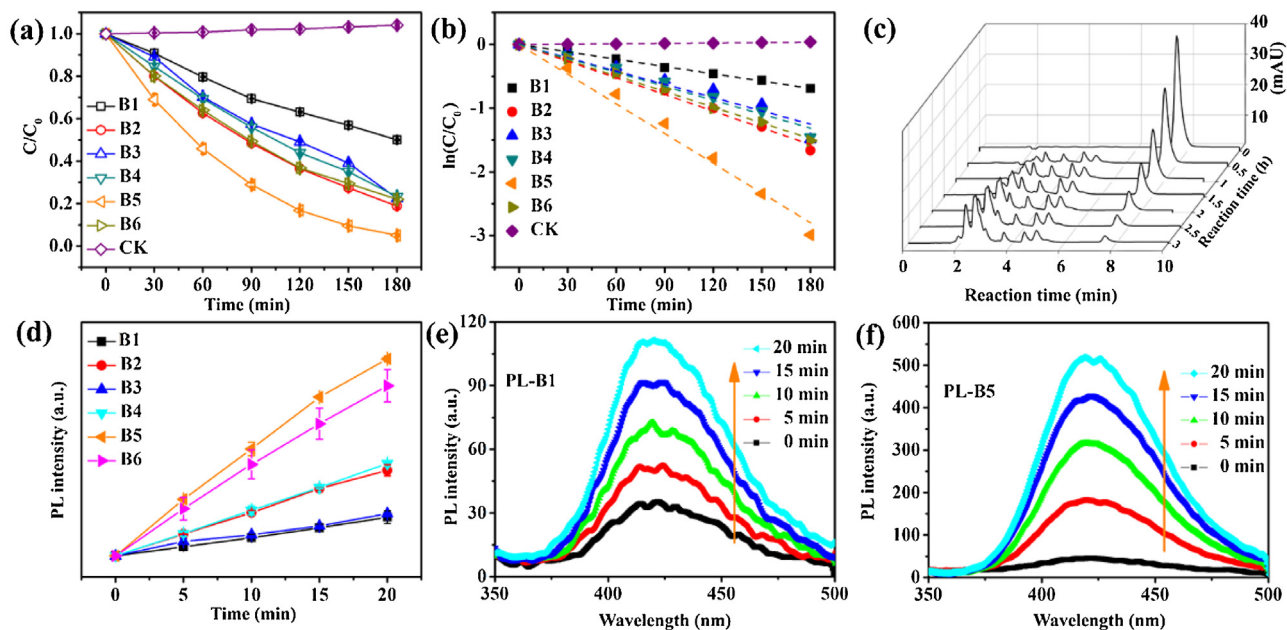 (a)
1.0
0.8
0.6
0.4
0.2
0.0
C/C0
B1
B2
B3
B4
B5
B6
CK
0 30 60 90 120 150 180
Time (min)
(b)
0
-1
-2
-3
ln(C/C0)
B1
B2
B3
B4
B5
B6
CK
0 30 60 90 120 150 180
Time (min)
(c)
40
30
20
10
(mAU)
0
0.5
1
1.5
2
2.5
3
Reaction time (h)
0 2 4 6 8 10
Reaction time (min)
(d)
PL intensity (a.u.)
B1
B2
B3
B4
B5
B6
0 5 10 15 20
Time (min)
(e)
120
90
60
30
0
PL intensity (a.u.)
PL-B1
20 min
15 min
10 min
5 min
0 min
350 400 450 500
Wavelength (nm)
(f)
600
500
400
300
200
100
0
PL intensity (a.u.)
PL-B5
20 min
15 min
10 min
5 min
0 min
350 400 450 500
Wavelength (nm)